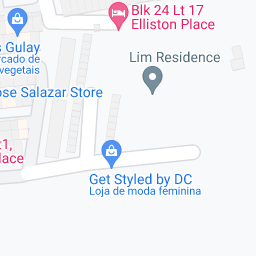 Blk 24 Lt 17
Elliston Place
s Gulay
rcado de
vegetais
Lim Residence
ose Salazar Store
t1,
lace
Get Styled by DC
Loja de moda feminina